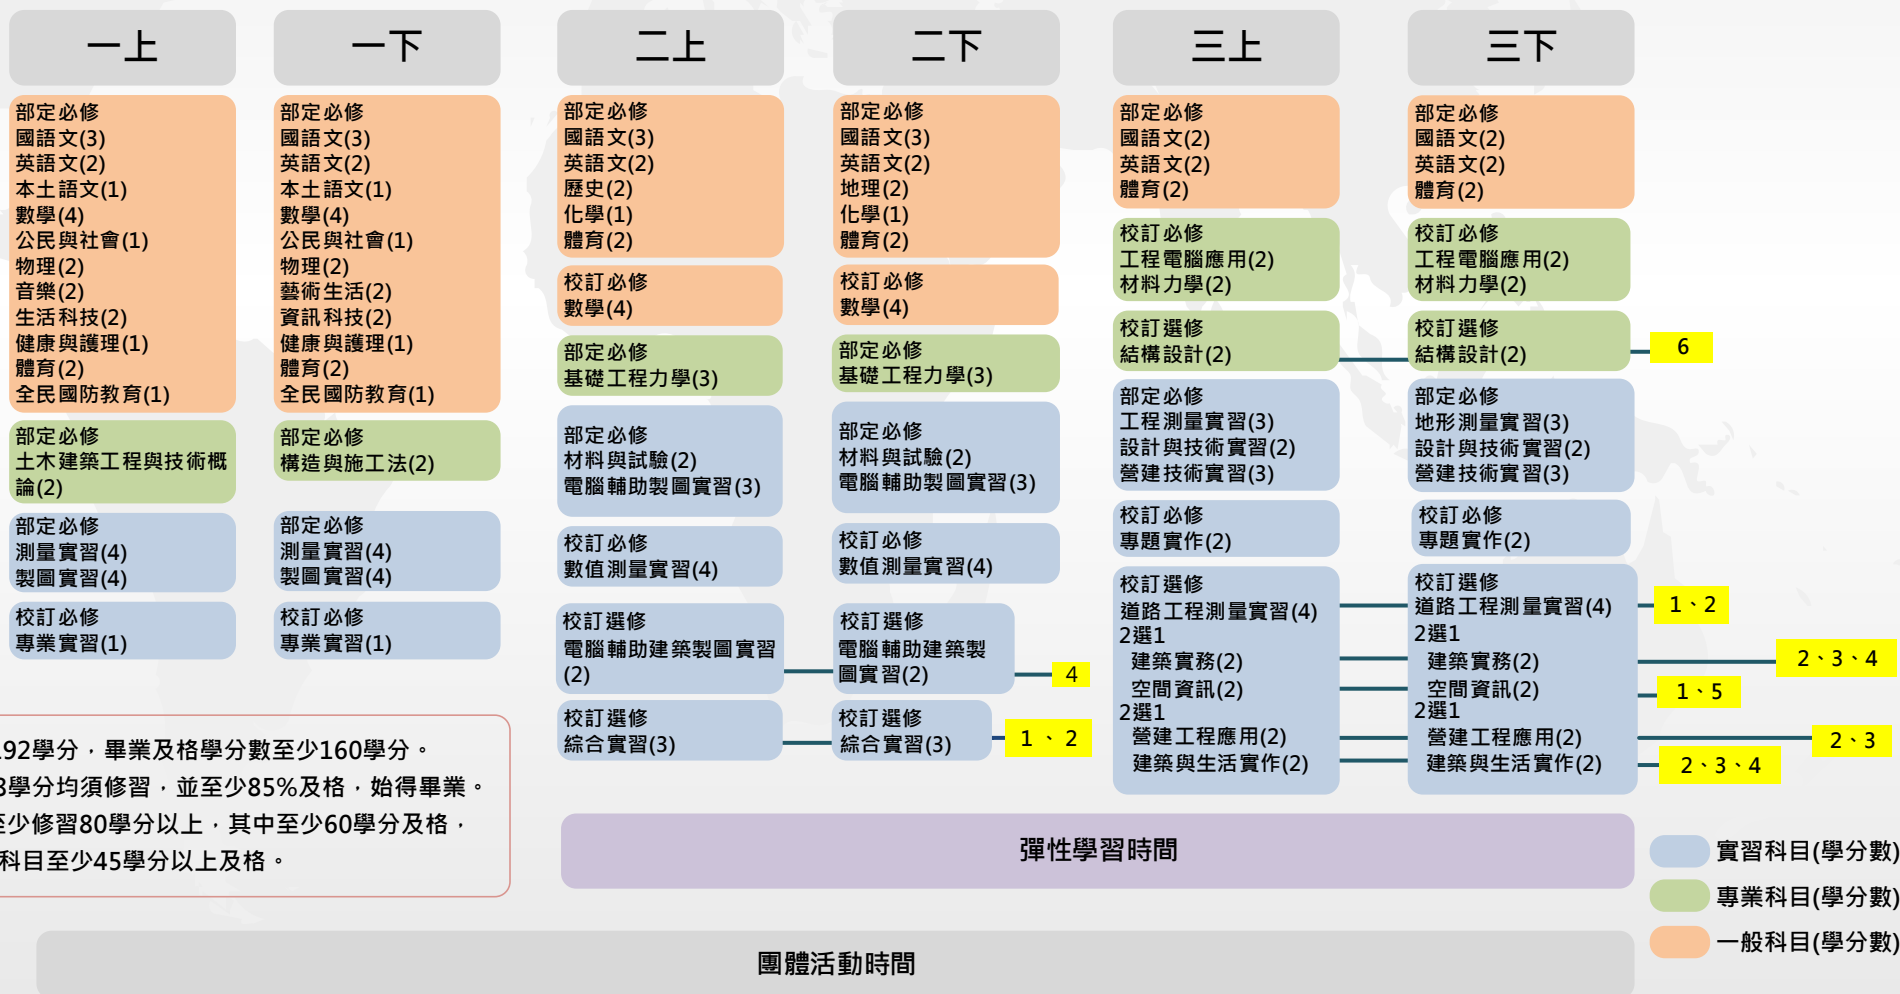 一上
部定必修
國語文(3)
英語文(2)
本土語文(1)
數學(4)
公民與社會(1)
物理(2)
音樂(2)
生活科技(2)
健康與護理(1)
體育(2)
全民國防教育(1)
部定必修
土木建築工程與技術概
論(2)
部定必修
測量實習(4)
製圖實習(4)
校訂必修
專業實習(1)
一下
部定必修
國語文(3)
英語文(2)
本土語文(1)
數學(4)
公民與社會(1)
物理(2)
藝術生活(2)
資訊科技(2)
健康與護理(1)
體育(2)
全民國防教育(1)
部定必修
構造與施工法(2)
部定必修
測量實習(4)
製圖實習(4)
校訂必修
專業實習(1)
92學分，畢業及格學分數至少160學分。
8學分均須修習，並至少85%及格，始得畢業。
至少修習80學分以上，其中至少60學分及格，
科目至少45學分以上及格。
二上
部定必修
國語文(3)
英語文(2)
歷史(2)
化學(1)
體育(2)
校訂必修
數學(4)
部定必修
基礎工程力學(3)
部定必修
材料與試驗(2)
電腦輔助製圖實習(3)
校訂必修
數值測量實習(4)
校訂選修
電腦輔助建築製圖實習
(2)
校訂選修
綜合實習(3)
二下
部定必修
國語文(3)
英語文(2)
地理(2)
化學(1)
體育(2)
校訂必修
數學(4)
部定必修
基礎工程力學(3)
部定必修
材料與試驗(2)
電腦輔助製圖實習(3)
校訂必修
數值測量實習(4)
校訂選修
電腦輔助建築製
圖實習(2)
4
校訂選修
綜合實習(3)
1、2
三上
部定必修
國語文(2)
英語文(2)
體育(2)
校訂必修
工程電腦應用(2)
材料力學(2)
校訂選修
結構設計(2)
部定必修
工程測量實習(3)
設計與技術實習(2)
營建技術實習(3)
校訂必修
專題實作(2)
校訂選修
道路工程測量實習(4)
2選1
建築實務(2)
空間資訊(2)
2選1
營建工程應用(2)
建築與生活實作(2)
三下
部定必修
國語文(2)
英語文(2)
體育(2)
校訂必修
工程電腦應用(2)
材料力學(2)
校訂選修
結構設計(2)
6
部定必修
地形測量實習(3)
設計與技術實習(2)
營建技術實習(3)
校訂必修
專題實作(2)
校訂選修
道路工程測量實習(4)
1、2
2選1
建築實務(2)
2、3、4
空間資訊(2)
1、5
2選1
營建工程應用(2)
2、3
建築與生活實作(2)
2、3、4
彈性學習時間
團體活動時間
實習科目(學分數)
專業科目(學分數)
一般科目(學分數)